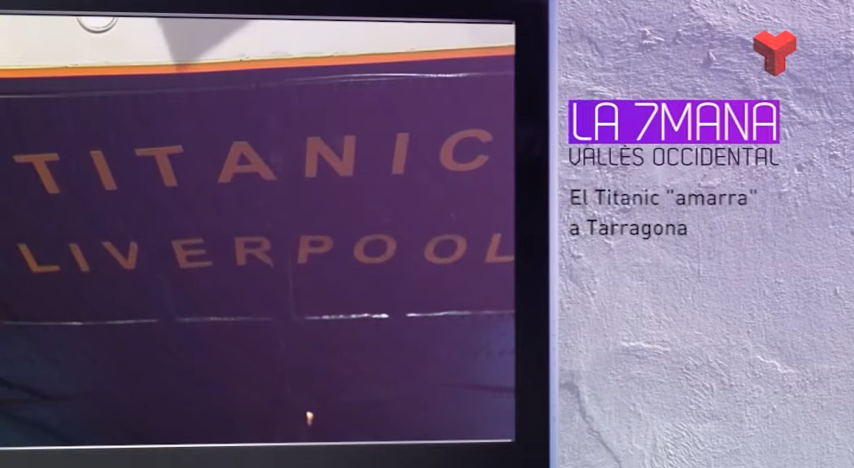 TITANIC
LIVERPOOL
LA 7MANA
VALLÈS OCCIDENTAL
El Titanic "amarra"
a Tarragona